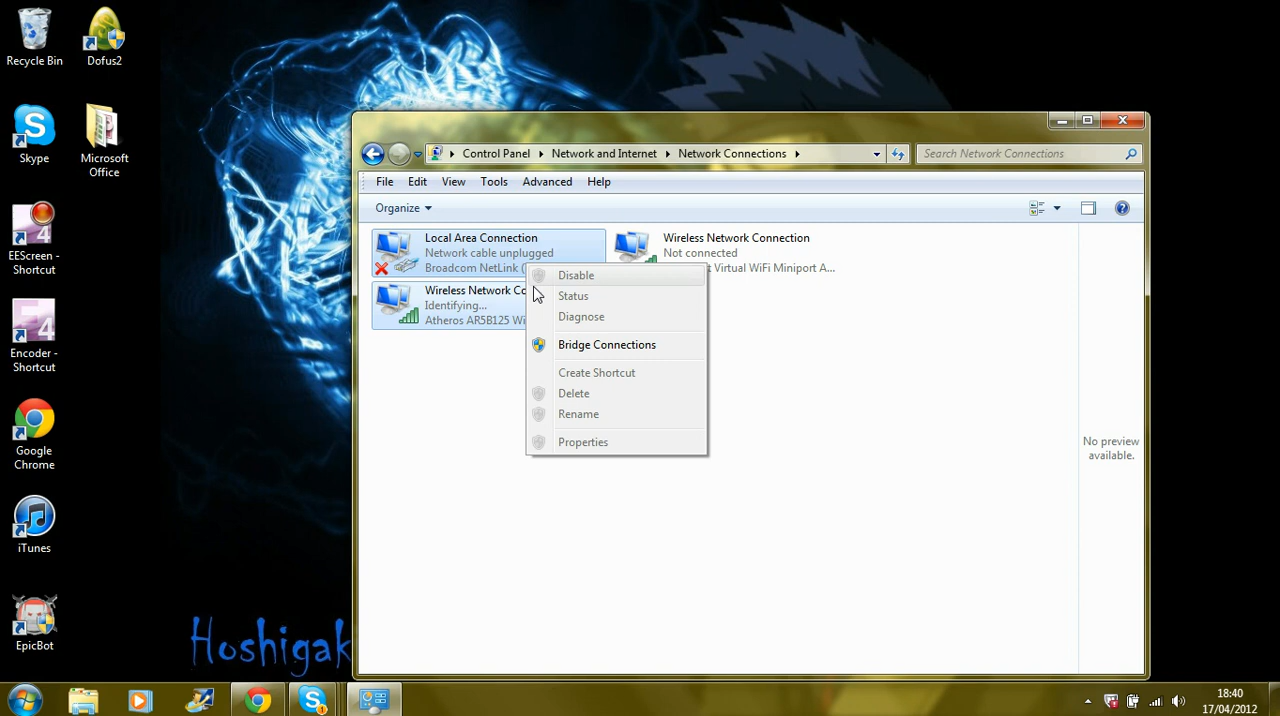 Recycle Bin
Dofus2
Skype
Microsoft
Office
EEScreen -
Shortcut
Encoder -
Shortcut
Google
Chrome
iTunes
EpicBot
Hoshigak
Control Panel
Network and Internet
Network Connections
Search Network Connections
File Edit View Tools Advanced Help
Organize
Local Area Connection
Network cable unplugged
Broadcom NetLink (
Wireless Network Connection
Not connected
Virtual WiFi Miniport A...
Wireless Network Co
Identifying...
Atheros AR5B125 Wi
Disable
Status
Diagnose
Bridge Connections
Create Shortcut
Delete
Rename
Properties
No preview
available.
18:40
17/04/2012